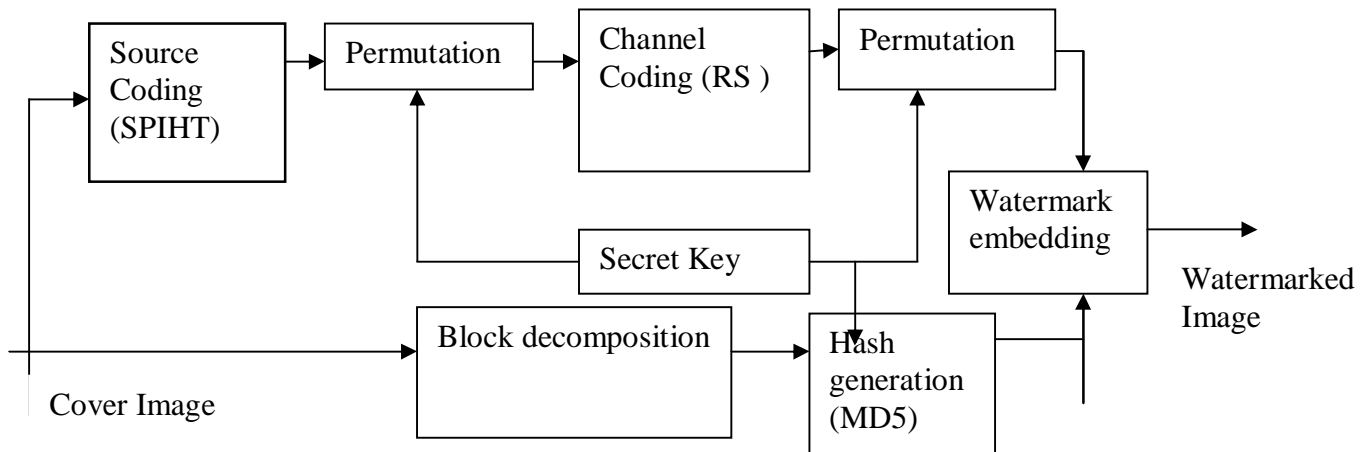 Source
Coding
(SPIHT)
Permutation
Channel
Coding (RS )
Permutation
Watermark
embedding
Secret Key
Watermarked
Image
Block decomposition
Hash
generation
(MD5)
Cover Image